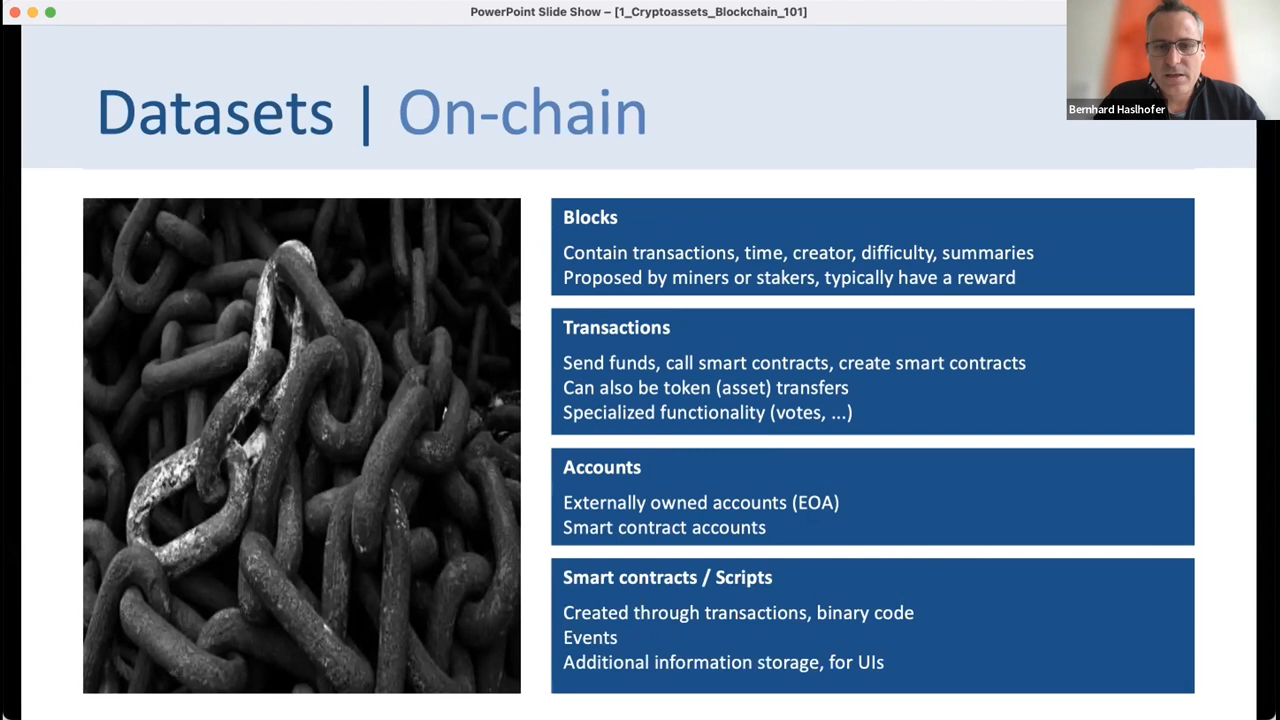 PowerPoint Slide Show – [1_Cryptoassets_Blockchain_101]
Bernhard Haslhofer
Datasets | On-chain
Blocks
Contain transactions, time, creator, difficulty, summaries
Proposed by miners or stakers, typically have a reward
Transactions
Send funds, call smart contracts, create smart contracts
Can also be token (asset) transfers
Specialized functionality (votes, ...)
Accounts
Externally owned accounts (EOA)
Smart contract accounts
Smart contracts / Scripts
Created through transactions, binary code
Events
Additional information storage, for UIs